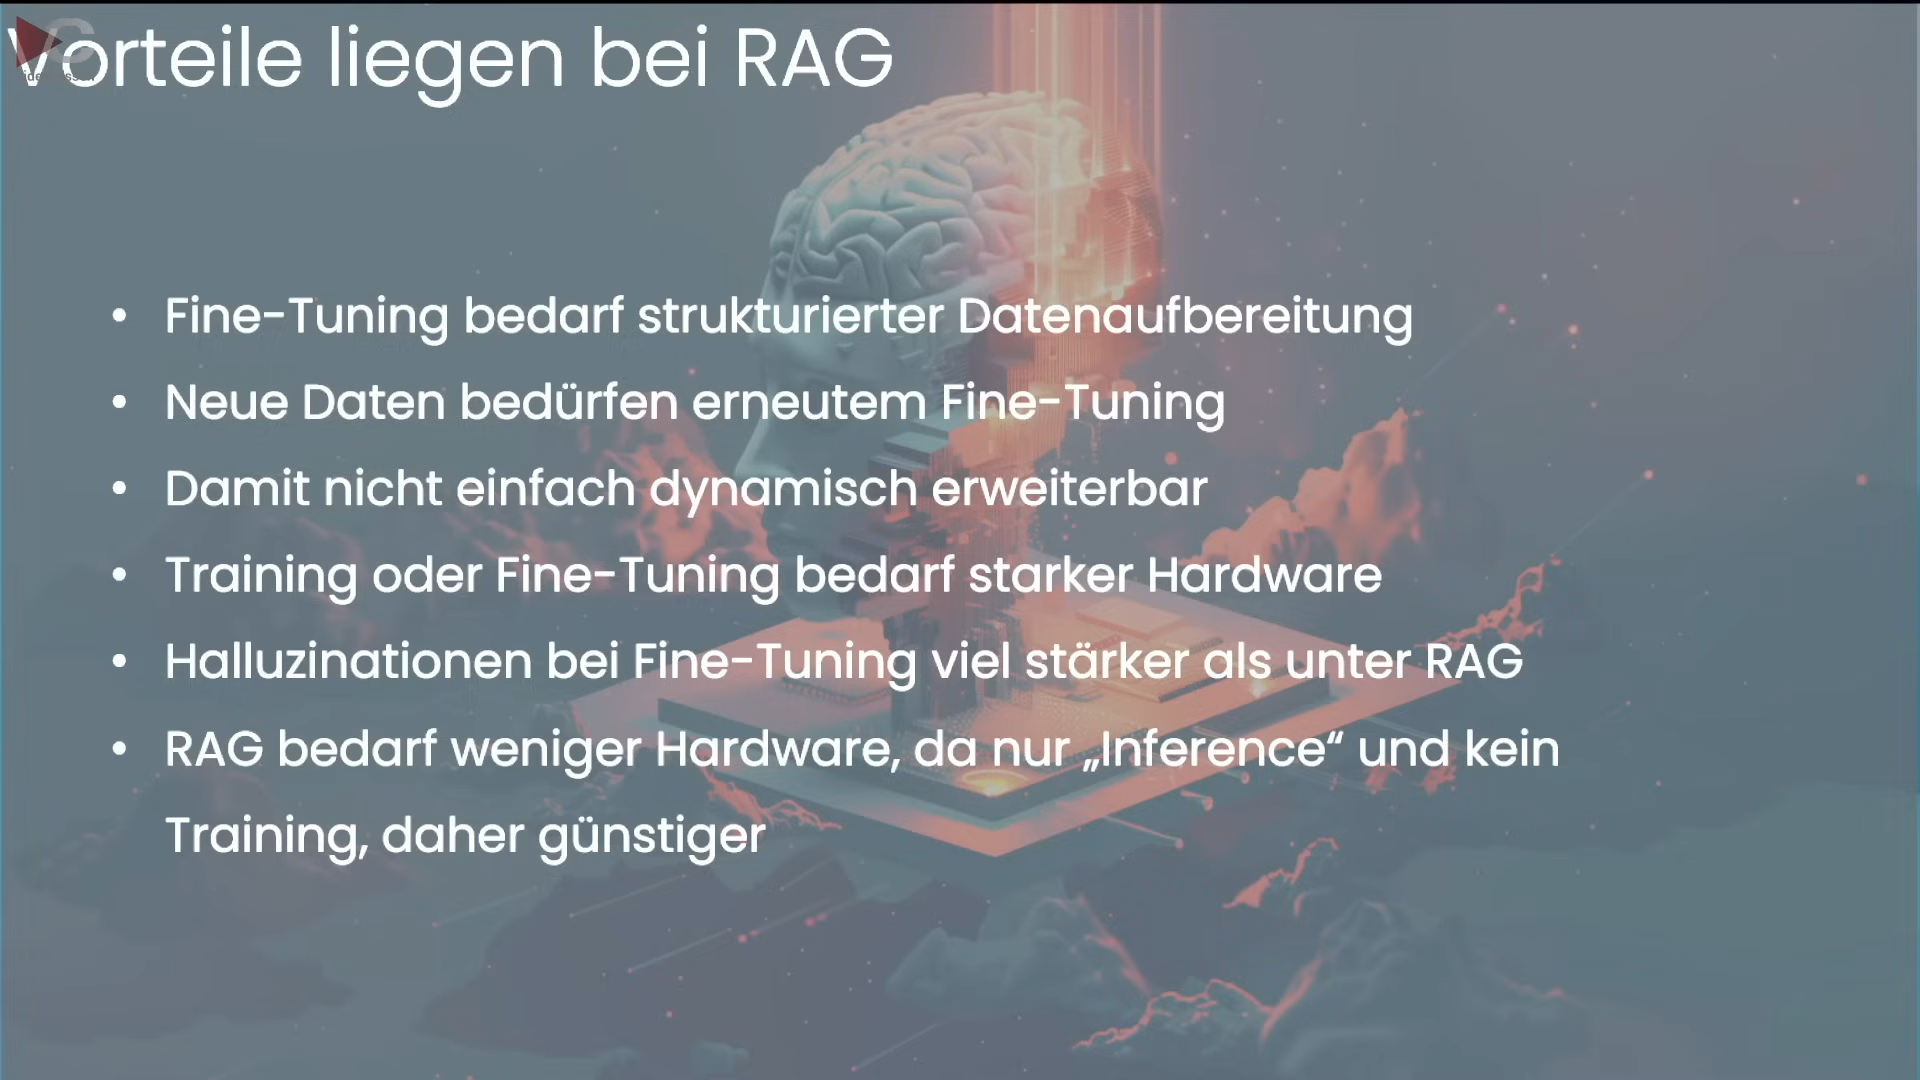 Vorteile liegen bei RAG
• Fine-Tuning bedarf strukturierter Datenaufbereitung
• Neue Daten bedürfen erneutem Fine-Tuning
• Damit nicht einfach dynamisch erweiterbar
• Training oder Fine-Tuning bedarf starker Hardware
• Halluzinationen bei Fine-Tuning viel stärker als unter RAG
• RAG bedarf weniger Hardware, da nur „Inference“ und kein
Training, daher günstiger